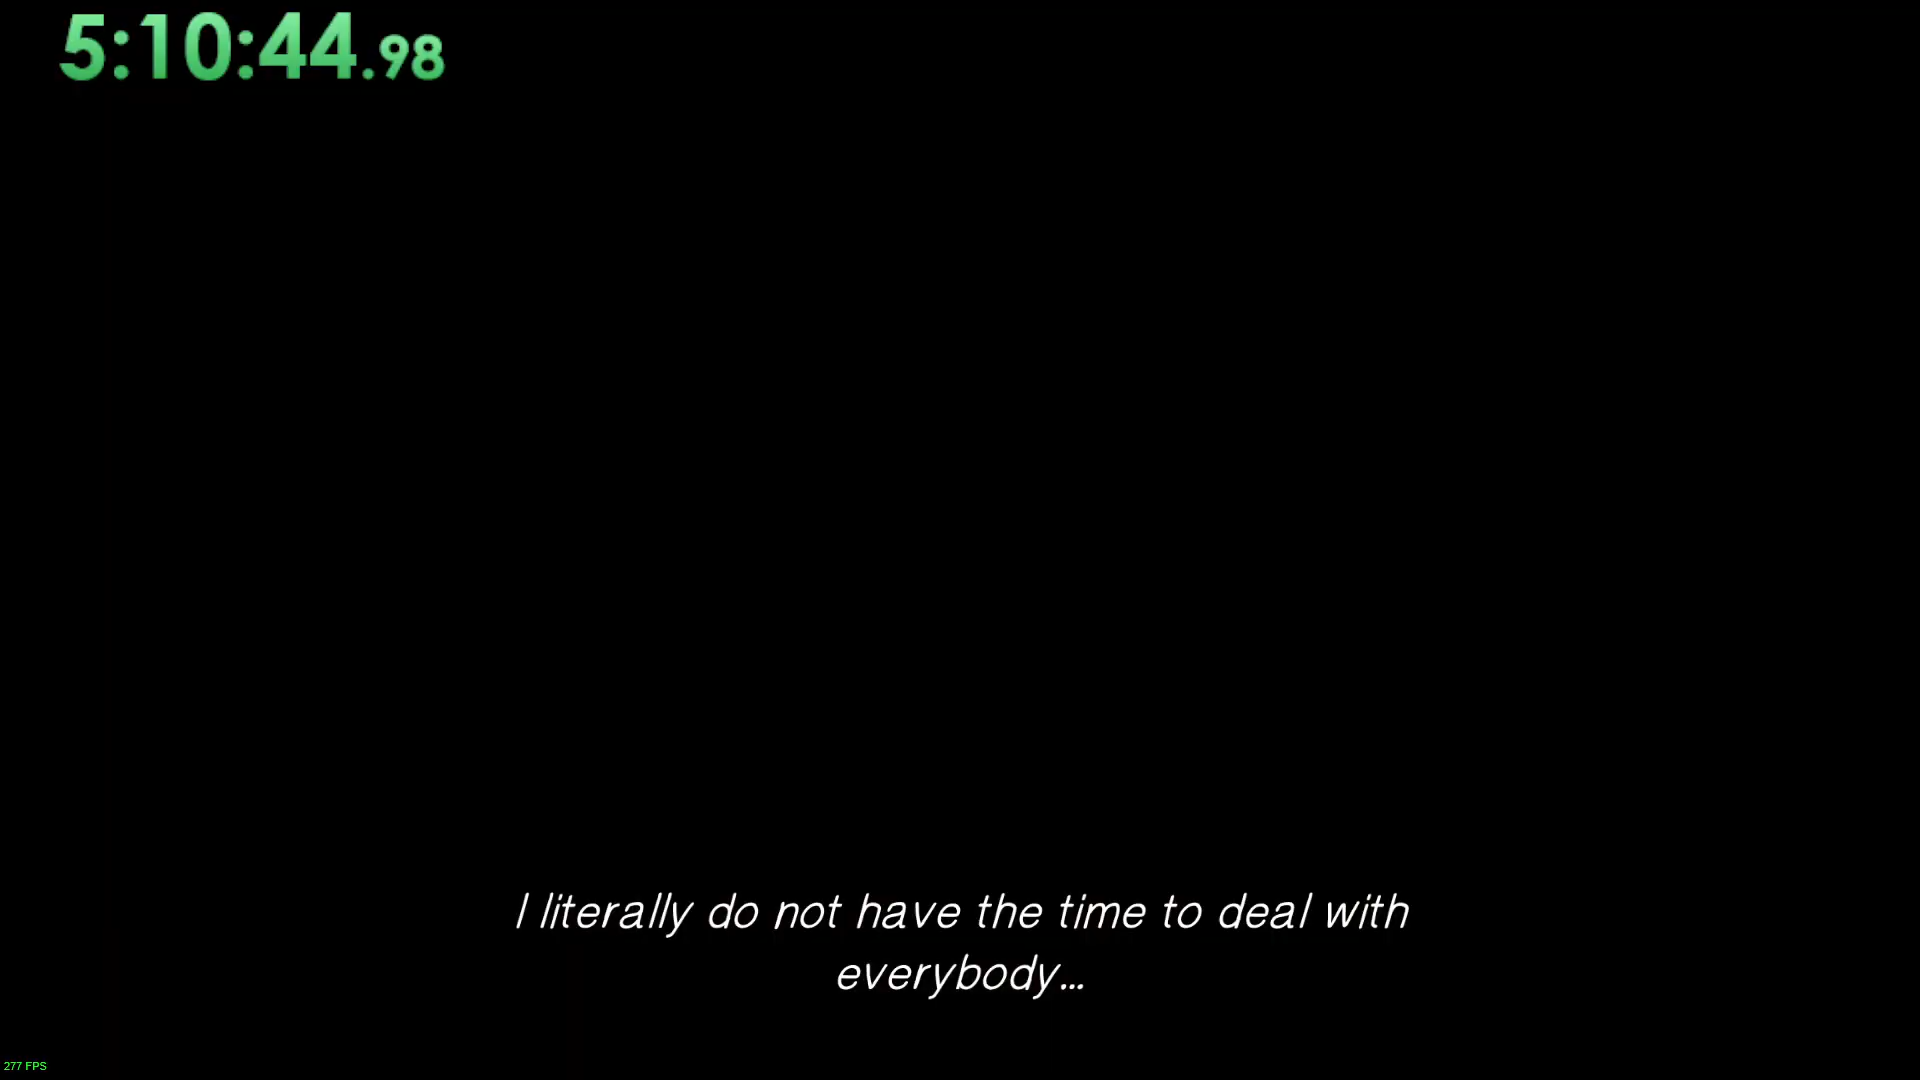 5:10:44.98
I literally do not have the time to deal with
everybody...
277 FPS